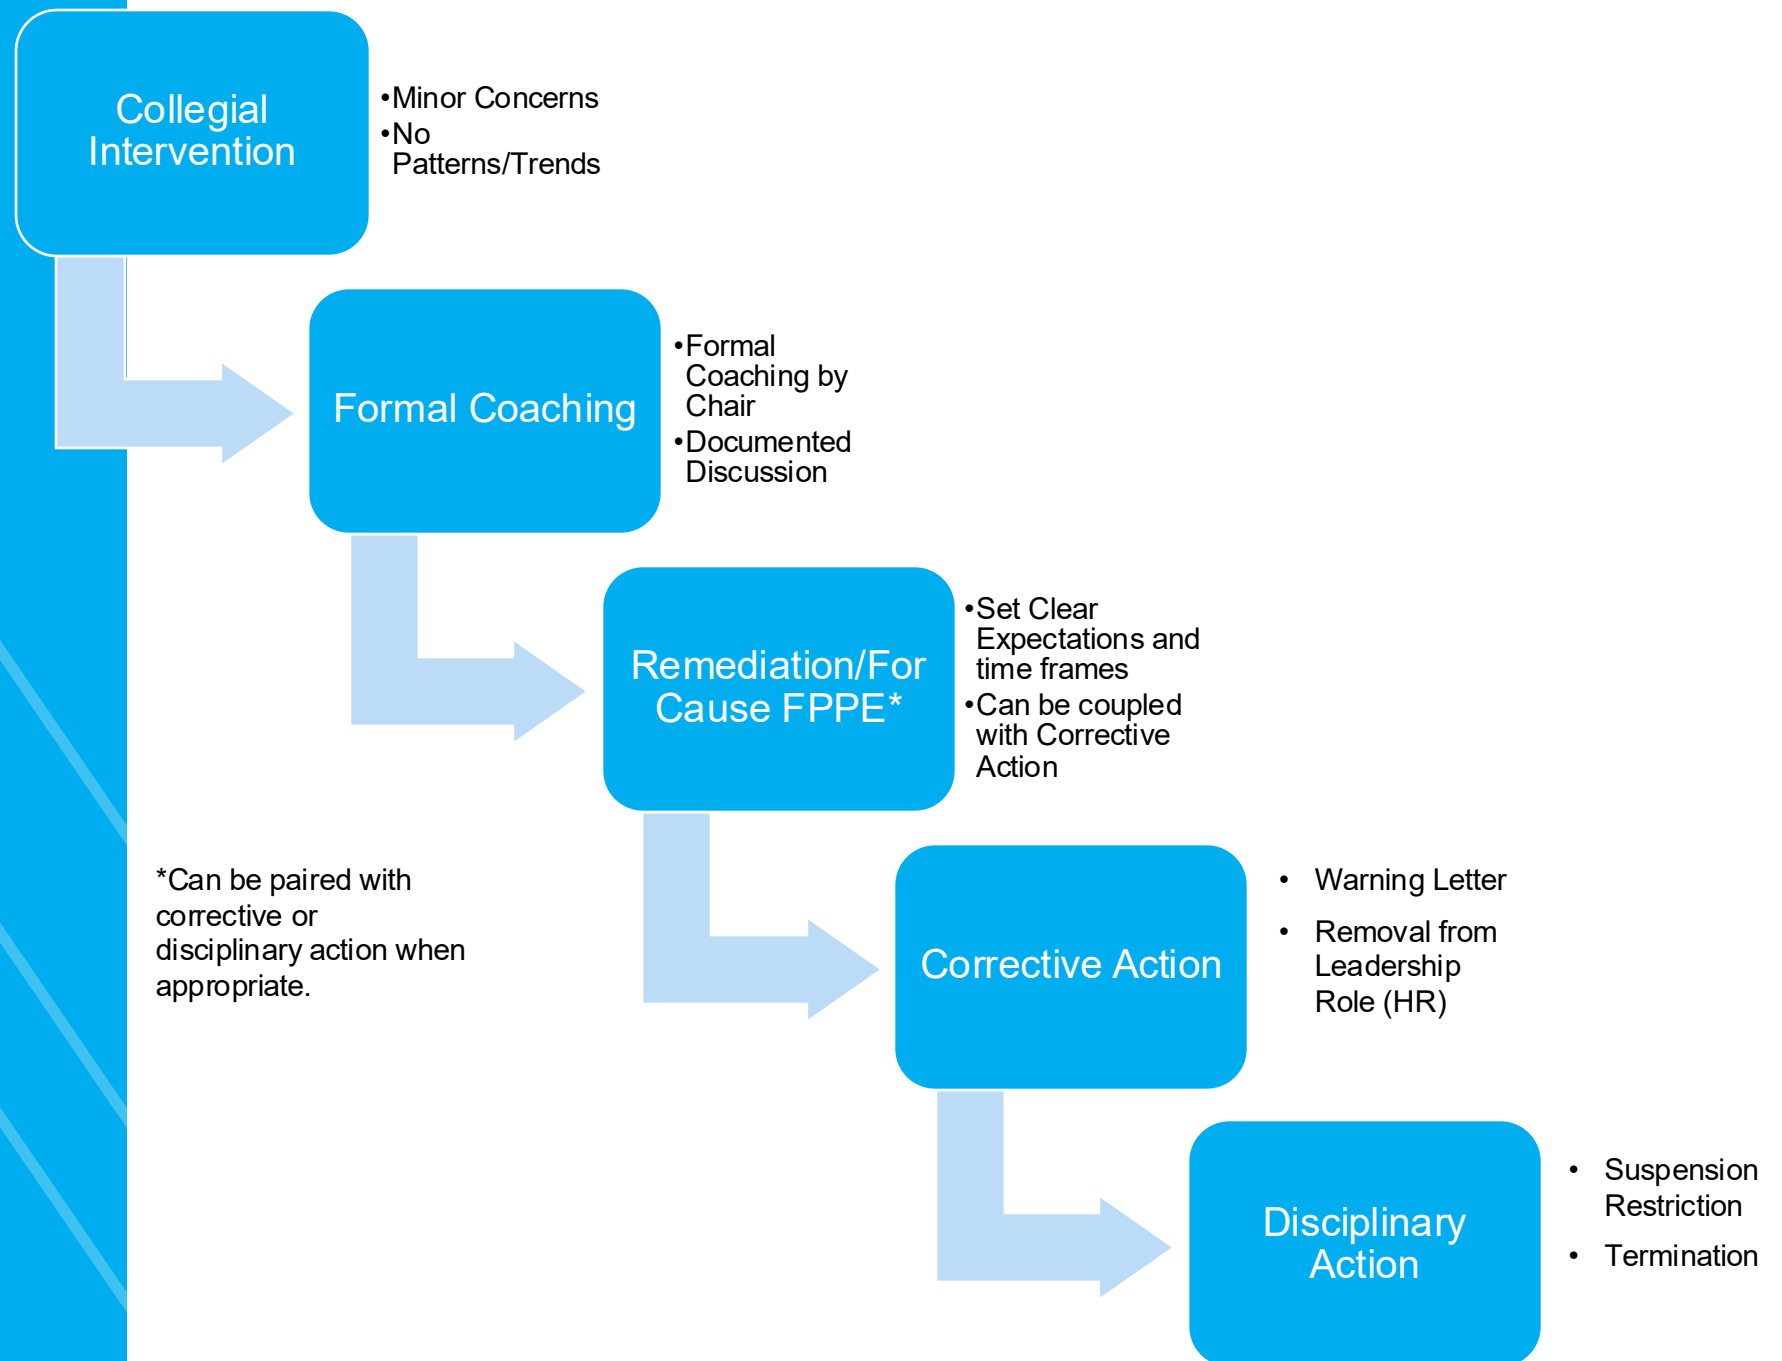 Collegial
Intervention
•Minor Concerns
•No
Patterns/Trends
Formal Coaching
•Formal
Coaching by
Chair
•Documented
Discussion
Remediation/For
Cause FPPE*
•Set Clear
Expectations and
time frames
•Can be coupled
with Corrective
Action
*Can be paired with
corrective or
disciplinary action when
appropriate.
Corrective Action
• Warning Letter
• Removal from
Leadership
Role (HR)
Disciplinary
Action
• Suspension
Restriction
• Termination